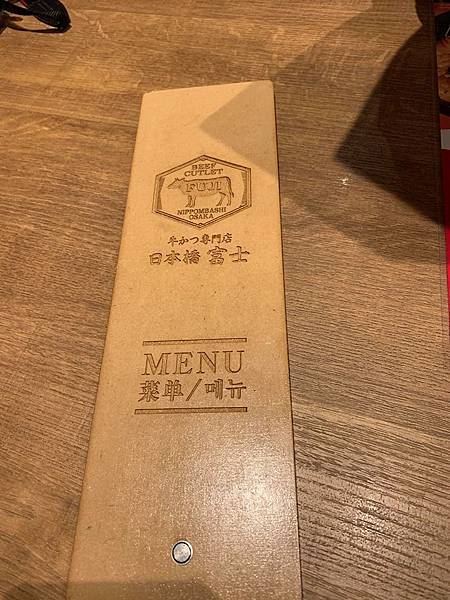 BEEF
CUTLET
FUJI
NIPPOMBASHI
OSAKA
牛かつ専門店
日本橋 富士
MENU
菜单/메뉴